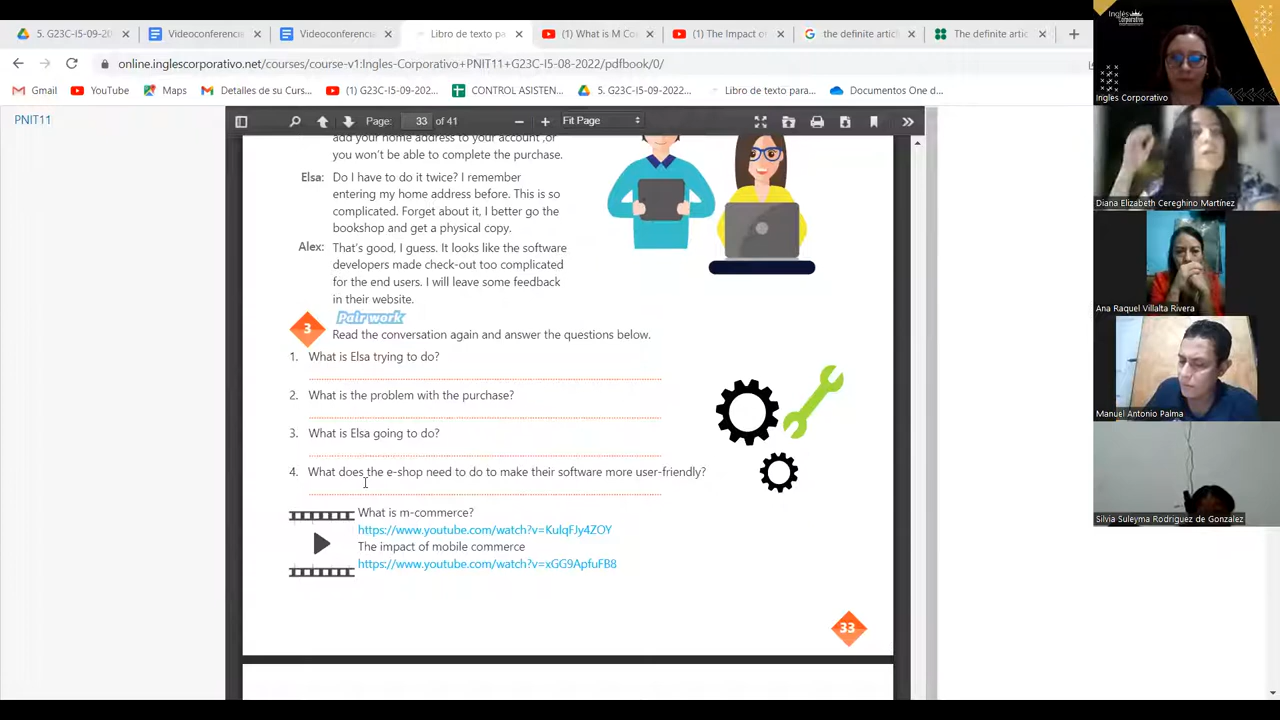 5. G23C-I5-09-20
Videoconferenc
Videoconferenc
Libro de texto pa
(1) What is M Co
(1) The Impact o
the definite articl
The definite arti
online.inglescorporativo.net/courses/course-v1:Ingles-Corporativo+PNIT11+G23C-I5-08-2022/pdfbook/0/
Gmail
YouTube
Maps
Detalles de su Curs...
(1) G23C-I5-09-202...
CONTROL ASISTEN...
5. G23C-I5-09-2022...
Libro de texto para...
Documentos One d...
PNIT11
Page: 33 of 41
Fit Page
add your home address to your account ,or
you won't be able to complete the purchase.
Elsa: Do I have to do it twice? I remember
entering my home address before. This is so
complicated. Forget about it, I better go the
bookshop and get a physical copy.
Alex: That's good, I guess. It looks like the software
developers made check-out too complicated
for the end users. I will leave some feedback
in their website.
3 Pair work
Read the conversation again and answer the questions below.
1. What is Elsa trying to do?
2. What is the problem with the purchase?
3. What is Elsa going to do?
4. What does the e-shop need to do to make their software more user-friendly?
What is m-commerce?
https://www.youtube.com/watch?v=KulqFJy4ZOY
The impact of mobile commerce
https://www.youtube.com/watch?v=xGG9ApfuFB8
33
Inglés
Corporativo
Ingles Corporativo
Diana Elizabeth Cereghino Martínez
Ana Raquel Villalta Rivera
Manuel Antonio Palma
Silvia Suleyma Rodriguez de Gonzalez